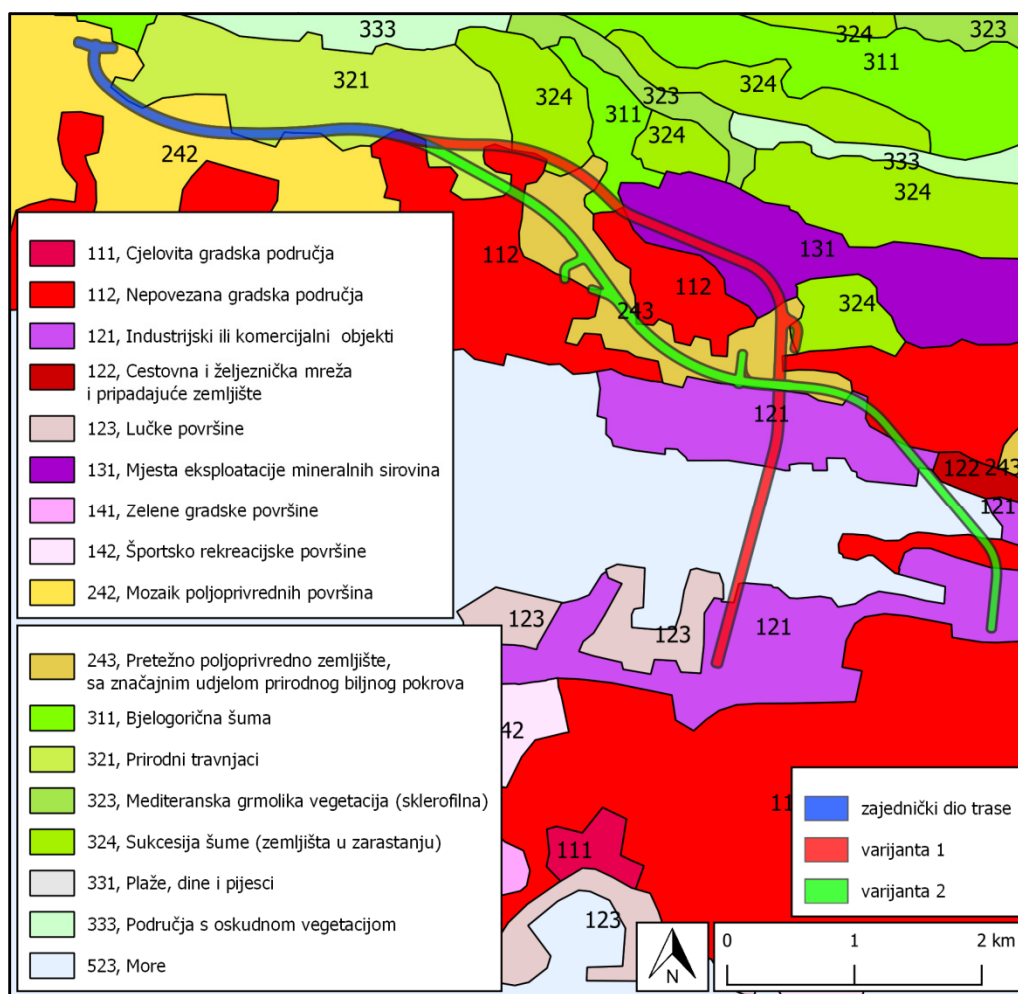 333
324
323
311
321
324
323
324
311
324
333
324
242
131
112
112
324
243
121
122
243
121
123
123
121
42
11
111
123
111, Cjelovita gradska područja
112, Nepovezana gradska područja
121, Industrijski ili komercijalni objekti
122, Cestovna i željeznička mreža
i pripadajuće zemljište
123, Lučke površine
131, Mjesta eksploatacije mineralnih sirovina
141, Zelene gradske površine
142, Športsko rekreacijske površine
242, Mozaik poljoprivrednih površina
243, Pretežno poljoprivredno zemljište,
sa značajnim udjelom prirodnog biljnog pokrova
311, Bjelogorična šuma
321, Prirodni travnjaci
323, Mediteranska grmolika vegetacija (sklerofilna)
324, Sukcesija šume (zemljišta u zarastanju)
331, Plaže, dine i pijesci
333, Područja s oskudnom vegetacijom
523, More
zajednički dio trase
varijanta 1
varijanta 2
N
0 1 2 km